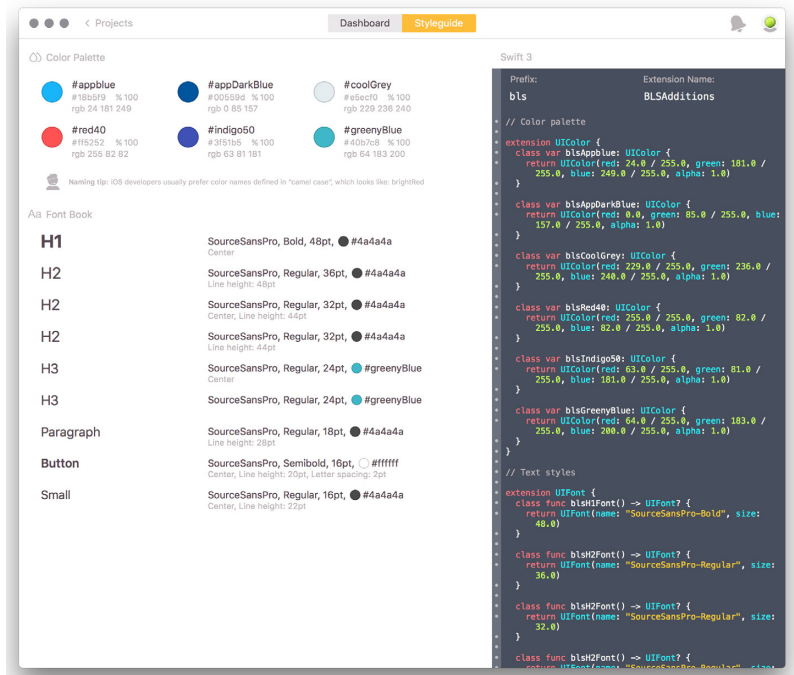 < Projects
Dashboard
Styleguide
Color Palette
#appblue
#18b5f9 %100
rgb 24 181 249
#appDarkBlue
#00559d %100
rgb 0 85 157
#coolGrey
#e5ecf0 %100
rgb 229 236 240
#red40
#ff5252 %100
rgb 255 82 82
#indigo50
#3f51b5 %100
rgb 63 81 181
#greenyBlue
#40b7c8 %100
rgb 64 183 200
Naming tip: iOS developers usually prefer color names defined in "camel case", which looks like: brightRed
Aa Font Book
H1
SourceSansPro, Bold, 48pt, #4a4a4a
Center
H2
SourceSansPro, Regular, 36pt, #4a4a4a
Line height: 48pt
H2
SourceSansPro, Regular, 32pt, #4a4a4a
Center, Line height: 44pt
H2
SourceSansPro, Regular, 32pt, #4a4a4a
Line height: 44pt
H3
SourceSansPro, Regular, 24pt, #greenyBlue
Center
H3
SourceSansPro, Regular, 24pt, #greenyBlue
Paragraph
SourceSansPro, Regular, 18pt, #4a4a4a
Line height: 28pt
Button
SourceSansPro, Semibold, 16pt, #ffffff
Center, Line height: 20pt, Letter spacing: 2pt
Small
SourceSansPro, Regular, 16pt, #4a4a4a
Center, Line height: 22pt
Swift 3
Prefix:
bls
Extension Name:
BLSAdditions
// Color palette
extension UIColor {
class var blsAppblue: UIColor {
return UIColor(red: 24.0 / 255.0, green: 181.0 /
255.0, blue: 249.0 / 255.0, alpha: 1.0)
}
class var blsAppDarkBlue: UIColor {
return UIColor(red: 0.0, green: 85.0 / 255.0, blue:
157.0 / 255.0, alpha: 1.0)
}
class var blsCoolGrey: UIColor {
return UIColor(red: 229.0 / 255.0, green: 236.0 /
255.0, blue: 240.0 / 255.0, alpha: 1.0)
}
class var blsRed40: UIColor {
return UIColor(red: 255.0 / 255.0, green: 82.0 /
255.0, blue: 82.0 / 255.0, alpha: 1.0)
}
class var blsIndigo50: UIColor {
return UIColor(red: 63.0 / 255.0, green: 81.0 /
255.0, blue: 181.0 / 255.0, alpha: 1.0)
}
class var blsGreenyBlue: UIColor {
return UIColor(red: 64.0 / 255.0, green: 183.0 /
255.0, blue: 200.0 / 255.0, alpha: 1.0)
}
}
// Text styles
extension UIFont {
class func blsH1Font() -> UIFont? {
return UIFont(name: "SourceSansPro-Bold", size:
48.0)
}
class func blsH2Font() -> UIFont? {
return UIFont(name: "SourceSansPro-Regular", size:
36.0)
}
class func blsH2Font() -> UIFont? {
return UIFont(name: "SourceSansPro-Regular", size:
32.0)
}
class func blsH2Font() -> UIFont? {
return UIFont(name: "SourceSansPro-Regular", size: